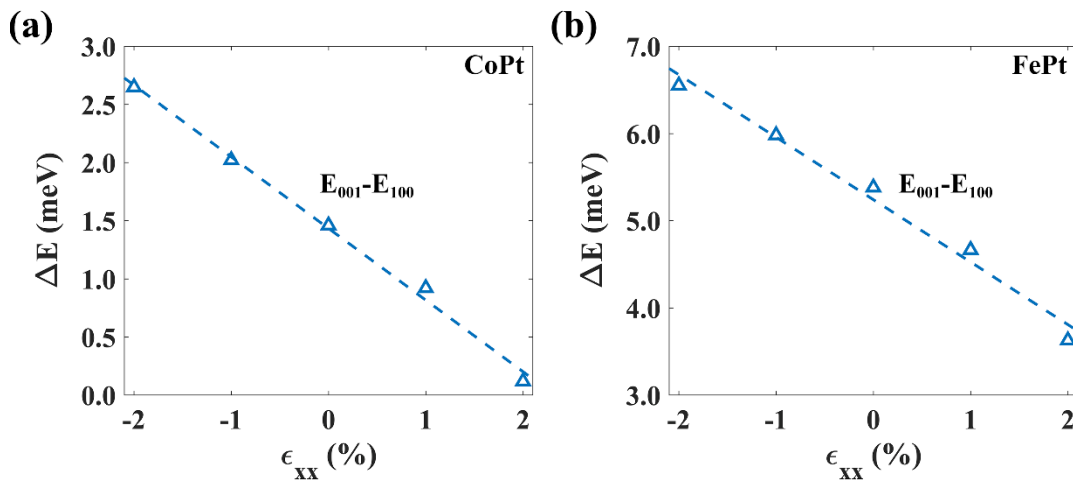 (a)
CoPt
3.0
2.5
2.0
1.5
1.0
0.5
0.0
ΔE (meV)
E₀₀₁-E₁₀₀
-2 -1 0 1 2
ϵₓₓ (%)
(b)
FePt
7.0
6.0
5.0
4.0
3.0
ΔE (meV)
E₀₀₁-E₁₀₀
-2 -1 0 1 2
ϵₓₓ (%)